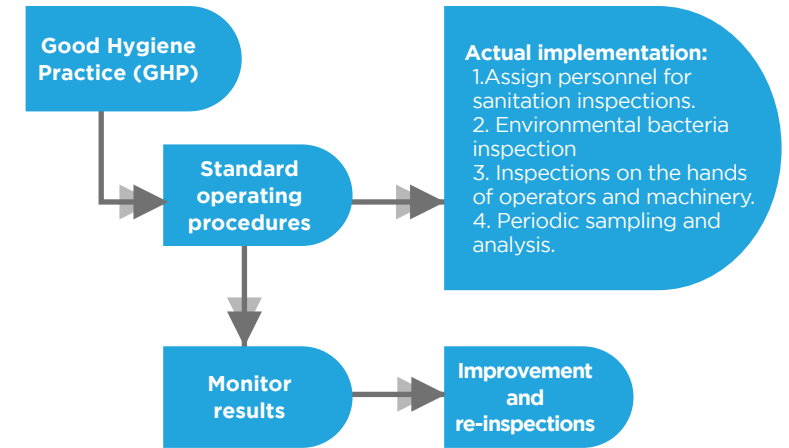 Good Hygiene
Practice (GHP)
Standard
operating
procedures
Actual implementation:
1.Assign personnel for
sanitation inspections.
2. Environmental bacteria
inspection
3. Inspections on the hands
of operators and machinery.
4. Periodic sampling and
analysis.
Monitor
results
Improvement
and
re-inspections